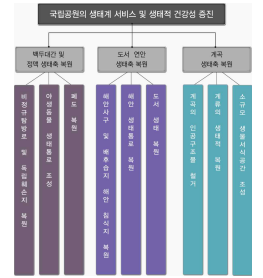 국립공원의 생태계 서비스 및 생태적 건강성 증진
백두대간 및
정맥 생태축 복원
도서 연안
생태축 복원
계곡
생태축 복원
비정규탐방로 및 독립훼손지 복원
야생동물 생태통로 조성
폐도 복원
해안사구 및 배후습지 해안 침식지 복원
해안 생태통로 복원
도서 생태 복원
계곡의 인공구조물 철거
계류의 생태적 복원
소규모 생물서식공간 조성